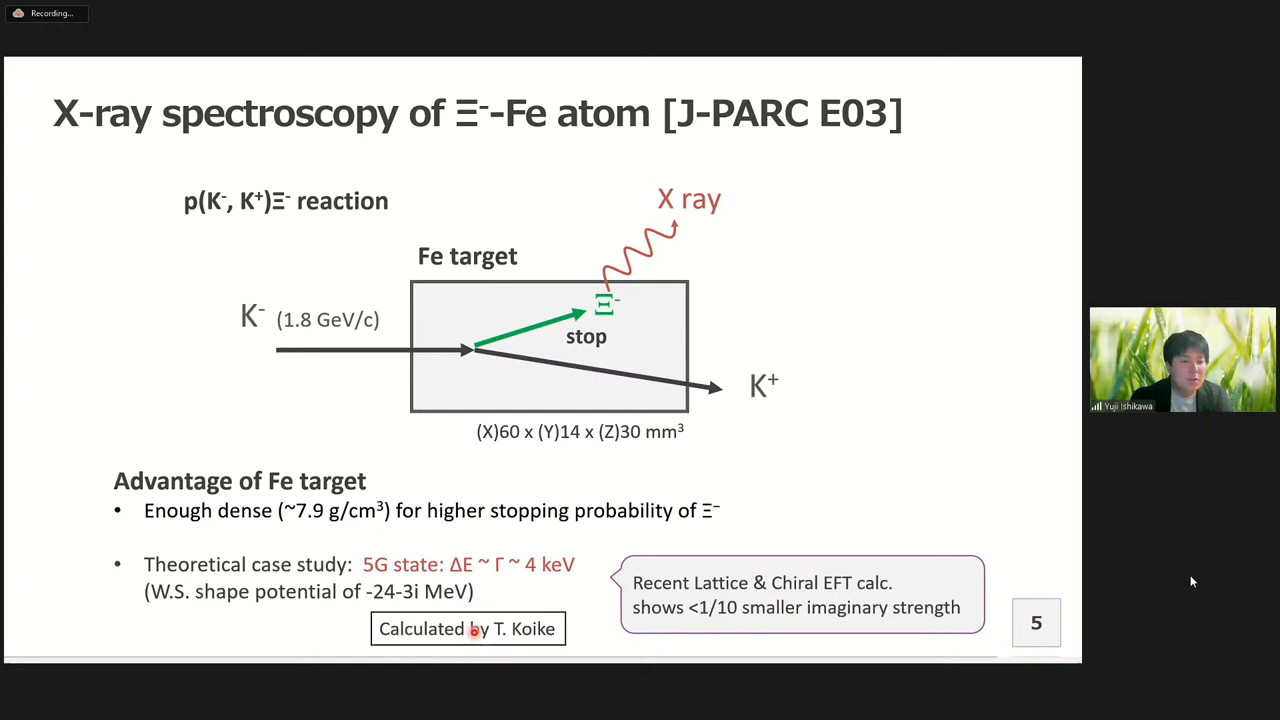 Recording...
X-ray spectroscopy of Ξ⁻-Fe atom [J-PARC E03]
p(K⁻, K⁺)Ξ⁻ reaction
X ray
Fe target
K⁻ (1.8 GeV/c)
Ξ⁻
stop
K⁺
(X)60 x (Y)14 x (Z)30 mm³
Advantage of Fe target
• Enough dense (~7.9 g/cm³) for higher stopping probability of Ξ⁻
• Theoretical case study: 5G state: ΔE ~ Γ ~ 4 keV
(W.S. shape potential of -24-3i MeV)
Calculated by T. Koike
Recent Lattice & Chiral EFT calc.
shows <1/10 smaller imaginary strength
5
Yuji Ishikawa